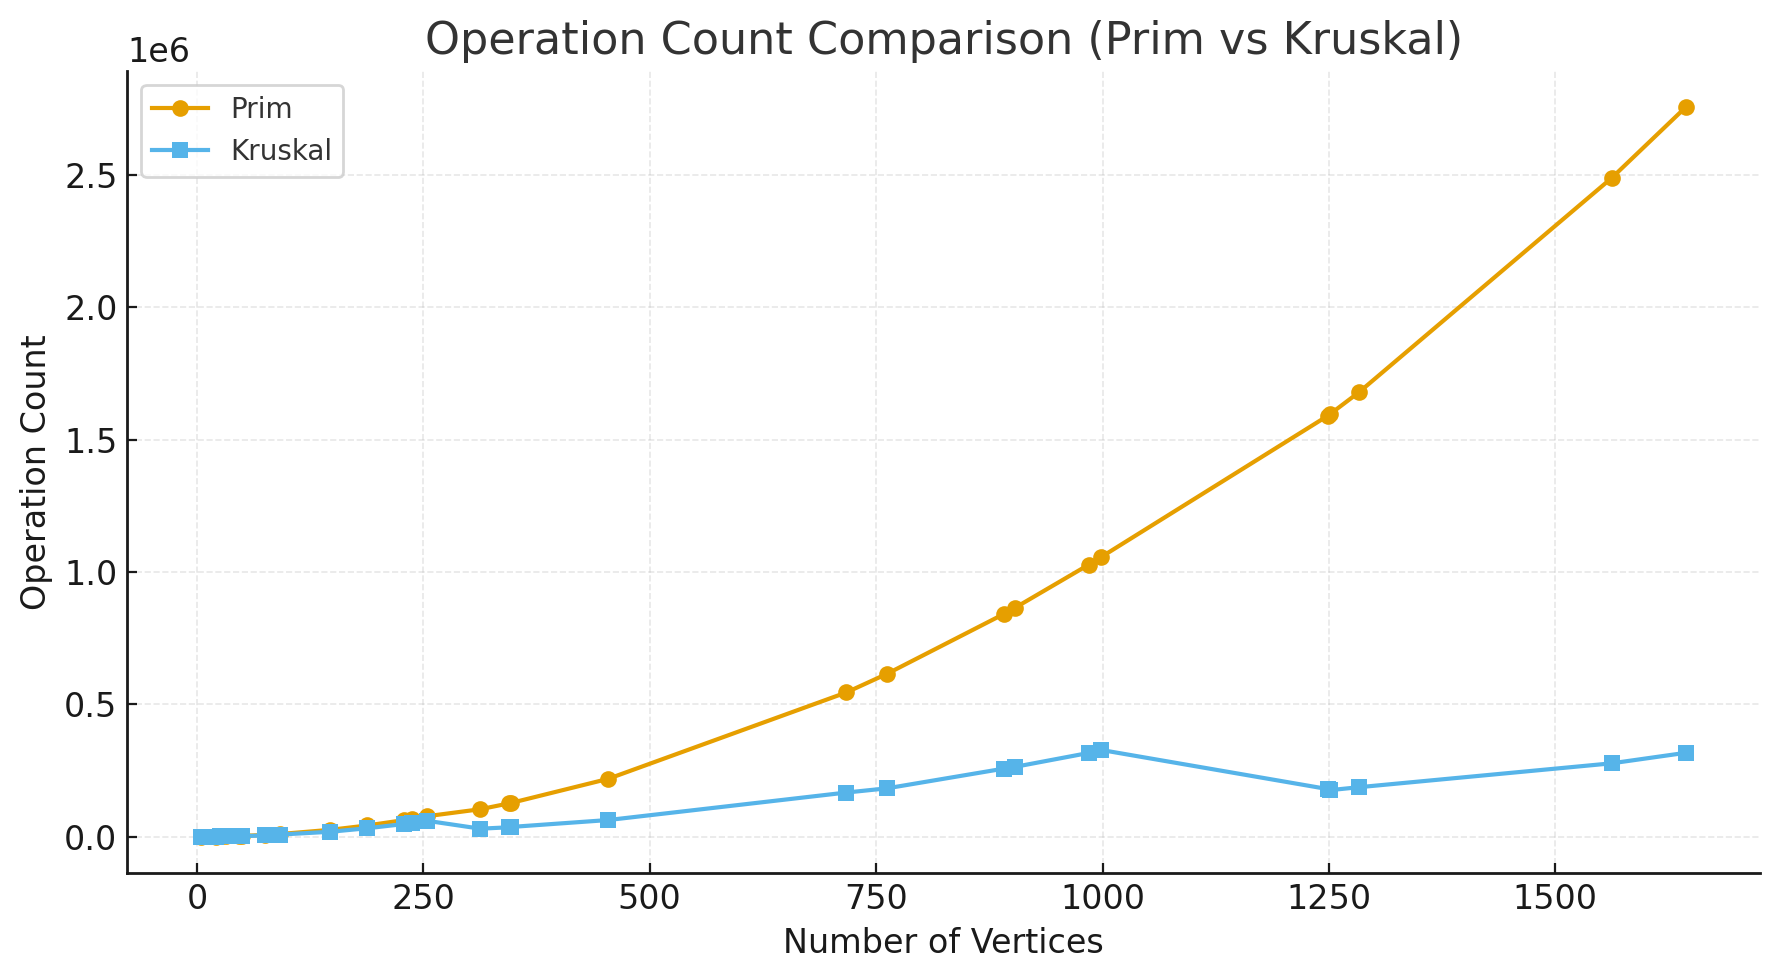 Operation Count Comparison (Prim vs Kruskal)
1e6
Prim
Kruskal
2.5
2.0
1.5
1.0
0.5
0.0
Operation Count
0 250 500 750 1000 1250 1500
Number of Vertices